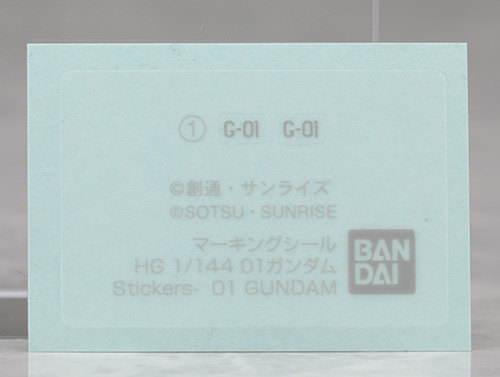 ① G-01 G-01
©創通・サンライズ
©SOTSU・SUNRISE
マーキングシール
HG 1/144 01ガンダム
Stickers- 01 GUNDAM
BAN
DAI